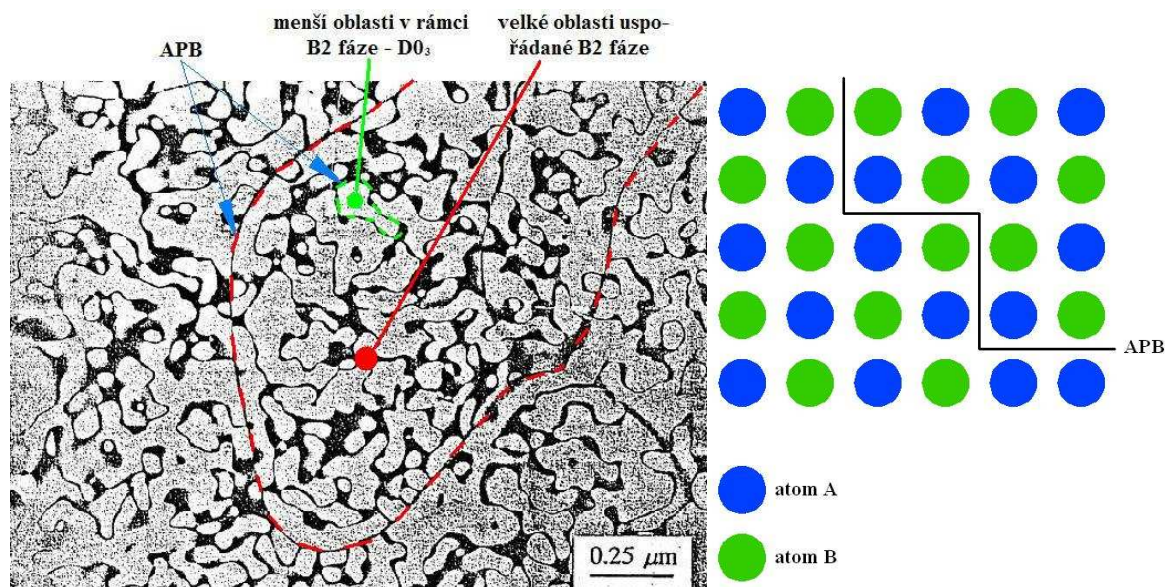 APB
menší oblasti v rámci
B2 fáze - D0₃
velké oblasti uspo-
řádané B2 fáze
APB
atom A
atom B
0.25 μm